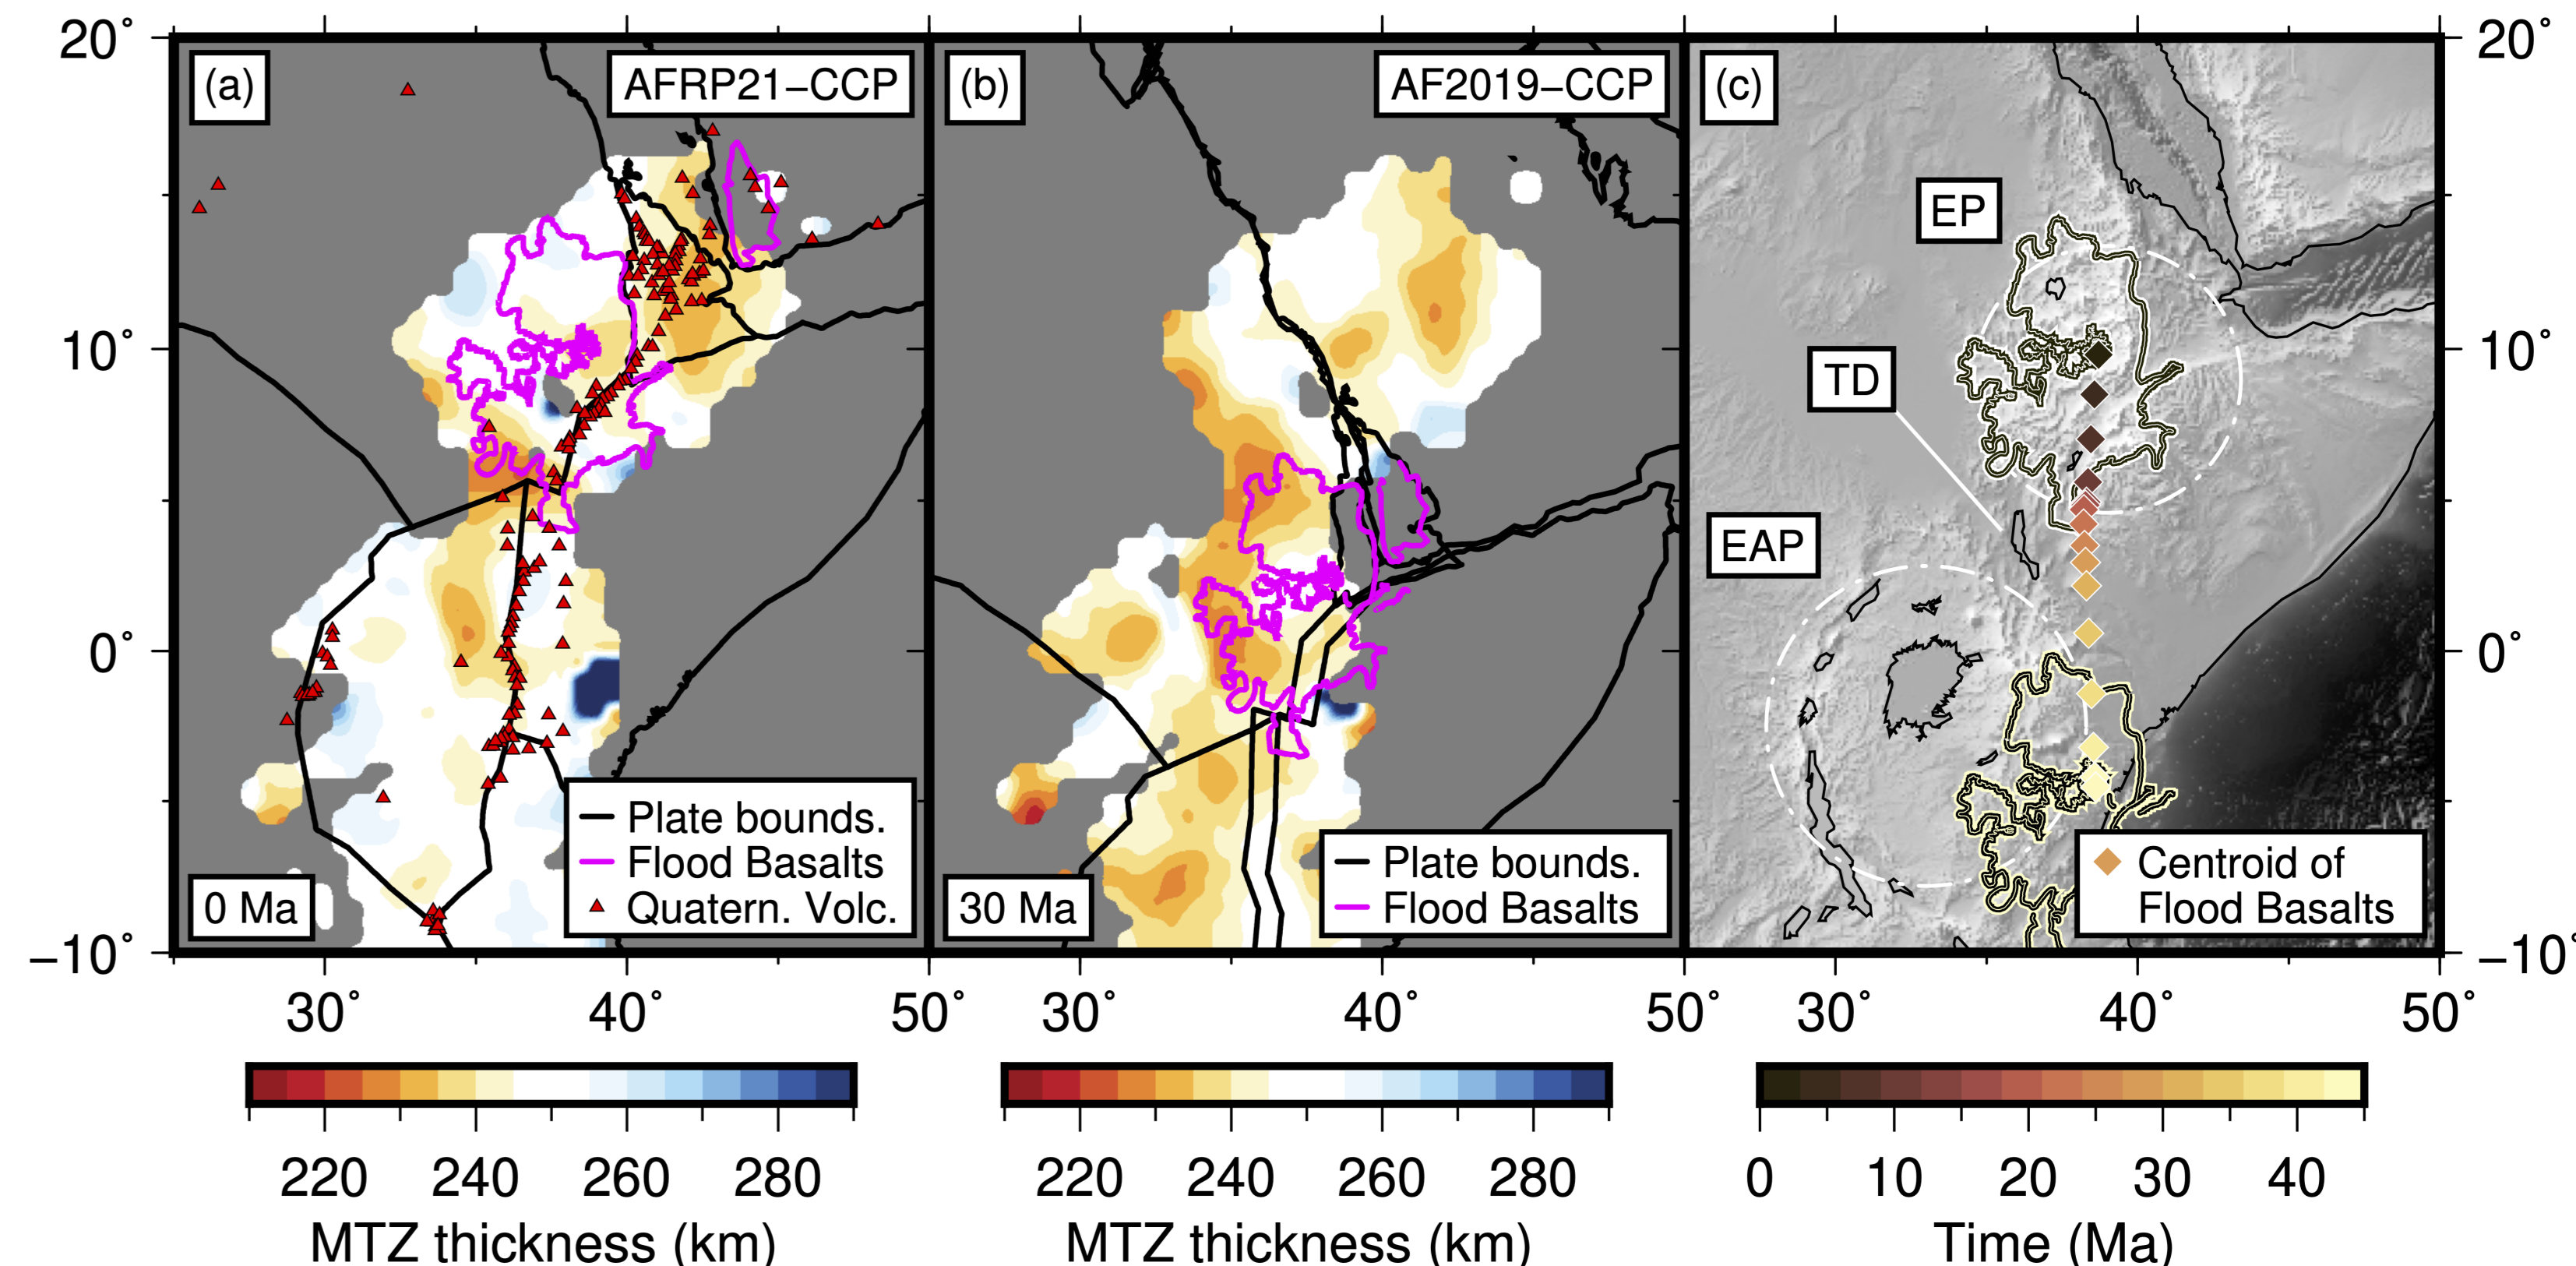 20°
20°
(a)
AFRP21−CCP
(b)
AF2019−CCP
(c)
EP
10°
TD
10°
EAP
0°
0°
Plate bounds.
Flood Basalts
Quatern. Volc.
0 Ma
Plate bounds.
Flood Basalts
30 Ma
Centroid of
Flood Basalts
−10°
−10°
30° 40° 50°
30° 40° 50°
30° 40° 50°
220 240 260 280
MTZ thickness (km)
220 240 260 280
MTZ thickness (km)
0 10 20 30 40
Time (Ma)